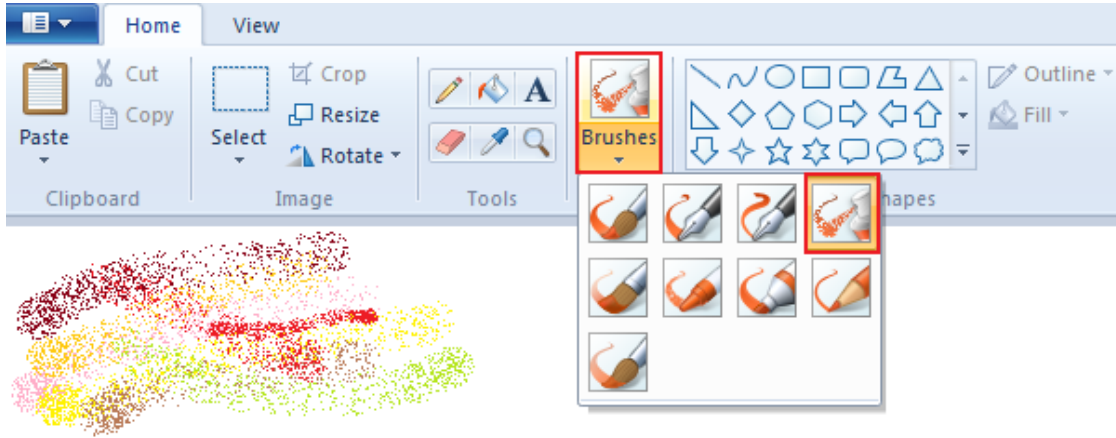 Home View
Cut
Copy
Paste
Clipboard
Select
Crop
Resize
Rotate
Image
A
Tools
Brushes
hapes
Outline
Fill